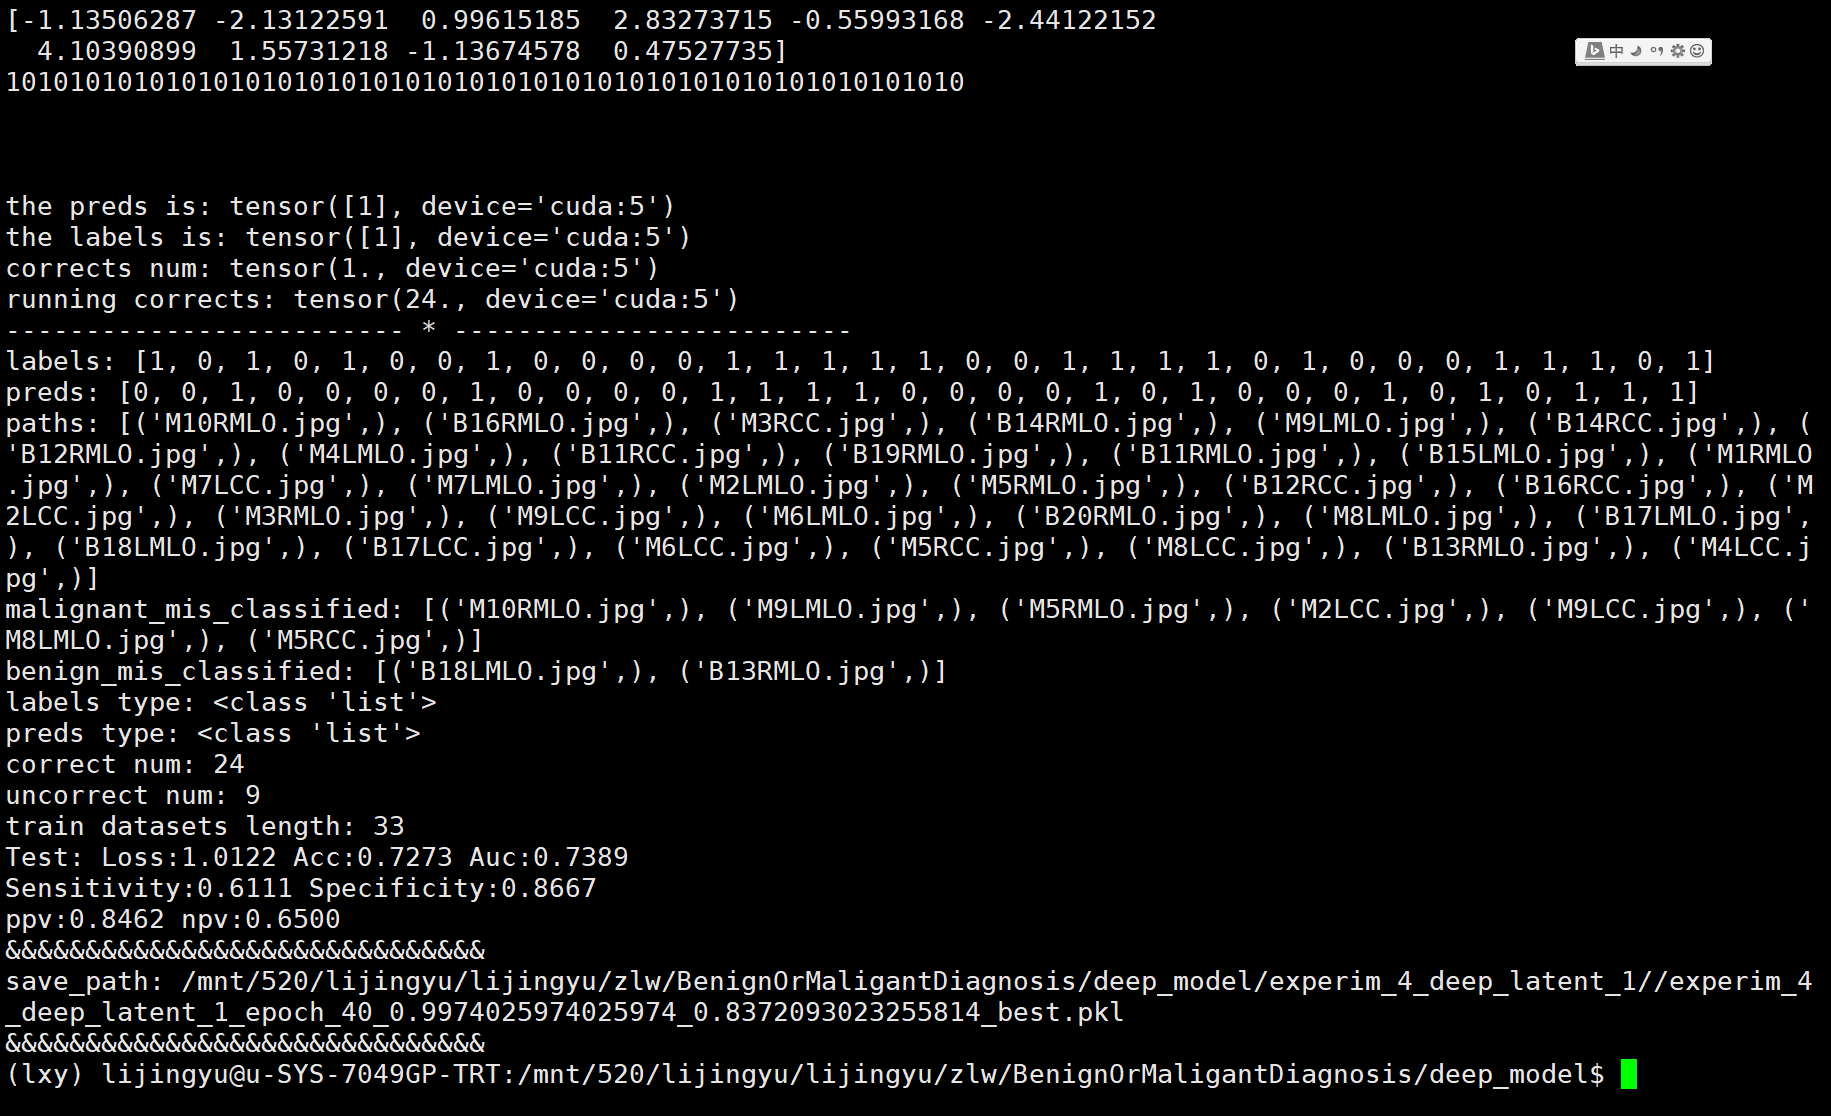 [-1.13506287 -2.13122591  0.99615185  2.83273715 -0.55993168 -2.44122152
  4.10390899  1.55731218 -1.13674578  0.47527735]
101010101010101010101010101010101010101010101010101010101010
the preds is: tensor([1], device='cuda:5')
the labels is: tensor([1], device='cuda:5')
corrects num: tensor(1., device='cuda:5')
running corrects: tensor(24., device='cuda:5')
------------------------- * -------------------------
labels: [1, 0, 1, 0, 1, 0, 0, 1, 0, 0, 0, 0, 1, 1, 1, 1, 1, 0, 0, 1, 1, 1, 1, 0, 1, 0, 0, 0, 1, 1, 1, 0, 1]
preds: [0, 0, 1, 0, 0, 0, 0, 1, 0, 0, 0, 0, 1, 1, 1, 1, 0, 0, 0, 0, 1, 0, 1, 0, 0, 0, 1, 0, 1, 0, 1, 1, 1]
paths: [('M10RMLO.jpg',), ('B16RMLO.jpg',), ('M3RCC.jpg',), ('B14RMLO.jpg',), ('M9LMLO.jpg',), ('B14RCC.jpg',), (
'B12RMLO.jpg',), ('M4LMLO.jpg',), ('B11RCC.jpg',), ('B19RMLO.jpg',), ('B11RMLO.jpg',), ('B15LMLO.jpg',), ('M1RMLO
.jpg',), ('M7LCC.jpg',), ('M7LMLO.jpg',), ('M2LMLO.jpg',), ('M5RMLO.jpg',), ('B12RCC.jpg',), ('B16RCC.jpg',), ('M
2LCC.jpg',), ('M3RMLO.jpg',), ('M9LCC.jpg',), ('M6LMLO.jpg',), ('B20RMLO.jpg',), ('M8LMLO.jpg',), ('B17LMLO.jpg',
), ('B18LMLO.jpg',), ('B17LCC.jpg',), ('M6LCC.jpg',), ('M5RCC.jpg',), ('M8LCC.jpg',), ('B13RMLO.jpg',), ('M4LCC.j
pg',)]
malignant_mis_classified: [('M10RMLO.jpg',), ('M9LMLO.jpg',), ('M5RMLO.jpg',), ('M2LCC.jpg',), ('M9LCC.jpg',), ('
M8LMLO.jpg',), ('M5RCC.jpg',)]
benign_mis_classified: [('B18LMLO.jpg',), ('B13RMLO.jpg',)]
labels type: <class 'list'>
preds type: <class 'list'>
correct num: 24
uncorrect num: 9
train datasets length: 33
Test: Loss:1.0122 Acc:0.7273 Auc:0.7389
Sensitivity:0.6111 Specificity:0.8667
ppv:0.8462 npv:0.6500
&&&&&&&&&&&&&&&&&&&&&&&&&&&&&&
save_path: /mnt/520/lijingyu/lijingyu/zlw/BenignOrMaligantDiagnosis/deep_model/experim_4_deep_latent_1//experim_4
_deep_latent_1_epoch_40_0.9974025974025974_0.8372093023255814_best.pkl
&&&&&&&&&&&&&&&&&&&&&&&&&&&&&&
(lxy) lijingyu@u-SYS-7049GP-TRT:/mnt/520/lijingyu/lijingyu/zlw/BenignOrMaligantDiagnosis/deep_model$
中